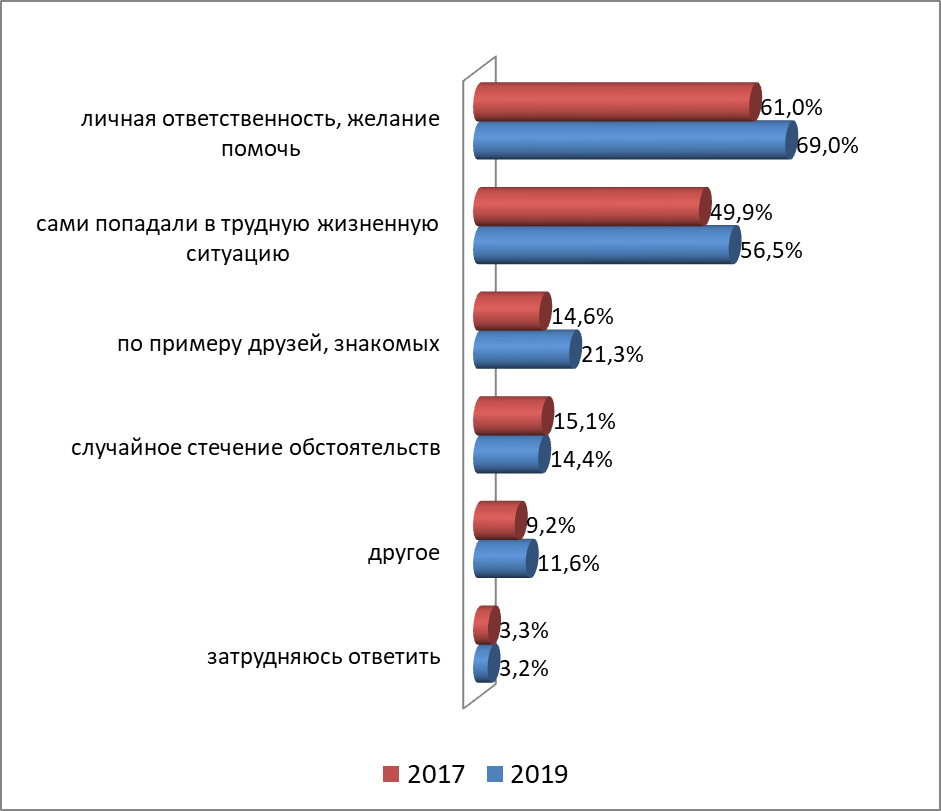 личная ответственность, желание
помочь
61,0%
69,0%
сами попадали в трудную жизненную
ситуацию
49,9%
56,5%
по примеру друзей, знакомых
14,6%
21,3%
случайное стечение обстоятельств
15,1%
14,4%
другое
9,2%
11,6%
затрудняюсь ответить
3,3%
3,2%
2017 2019